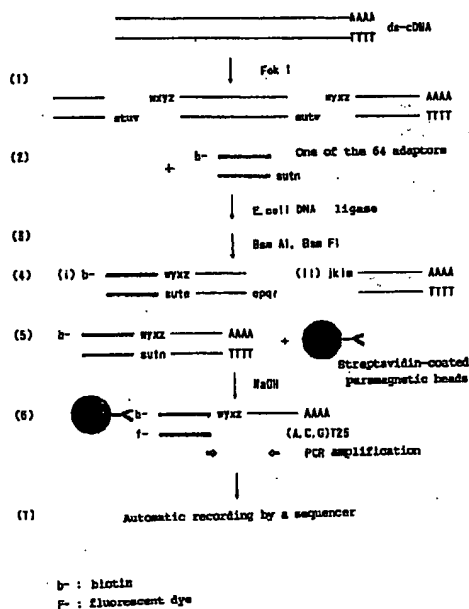 AAAA
TTTT ds-cDNA
Fok I
(1) wxyz wyxz AAAA
stuv sutv TTTT
(2) + b- One of the 64 adaptors
sutn
E. coli DNA ligase
(3) Bsm AI, Bsm FI
(4) (i) b- wyxz (ii) jklm AAAA
sutn opqr TTTT
(5) b- wyxz AAAA +
sutn TTTT
Streptavidin-coated
paramagnetic beads
NaOH
(6) b- wyxz AAAA
f- (A,C,G)T25
PCR amplification
(7) Automatic recording by a sequencer
b- : biotin
F- : fluorescent dye